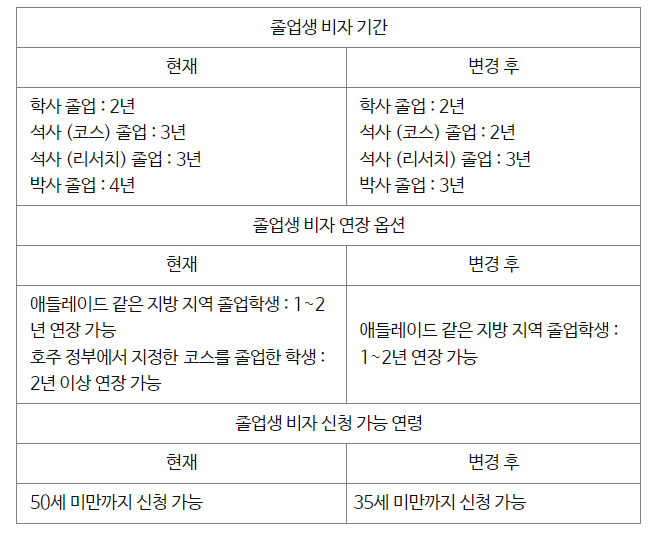 졸업생 비자 기간
현재
변경 후
학사 졸업 : 2년
석사 (코스) 졸업 : 3년
석사 (리서치) 졸업 : 3년
박사 졸업 : 4년
학사 졸업 : 2년
석사 (코스) 졸업 : 2년
석사 (리서치) 졸업 : 3년
박사 졸업 : 3년
졸업생 비자 연장 옵션
현재
변경 후
애들레이드 같은 지방 지역 졸업학생 : 1~2
년 연장 가능
호주 정부에서 지정한 코스를 졸업한 학생 :
2년 이상 연장 가능
애들레이드 같은 지방 지역 졸업학생 :
1~2년 연장 가능
졸업생 비자 신청 가능 연령
현재
변경 후
50세 미만까지 신청 가능
35세 미만까지 신청 가능